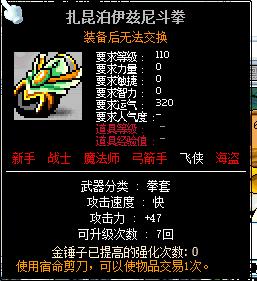 扎昆泊伊兹尼斗拳
装备后无法交换
要求等级： 110
要求力量： 0
要求敏捷： 0
要求智力： 0
要求运气： 320
要求人气度： -
道具等级： -
道具经验值： -
新手 战士 魔法师 弓箭手 飞侠 海盗
武器分类 ： 拳套
攻击速度 ： 快
攻击力 ： +47
可升级次数 ： 7回
金锤子已提高的强化次数: 0
使用宿命剪刀，可以使物品交易1次。